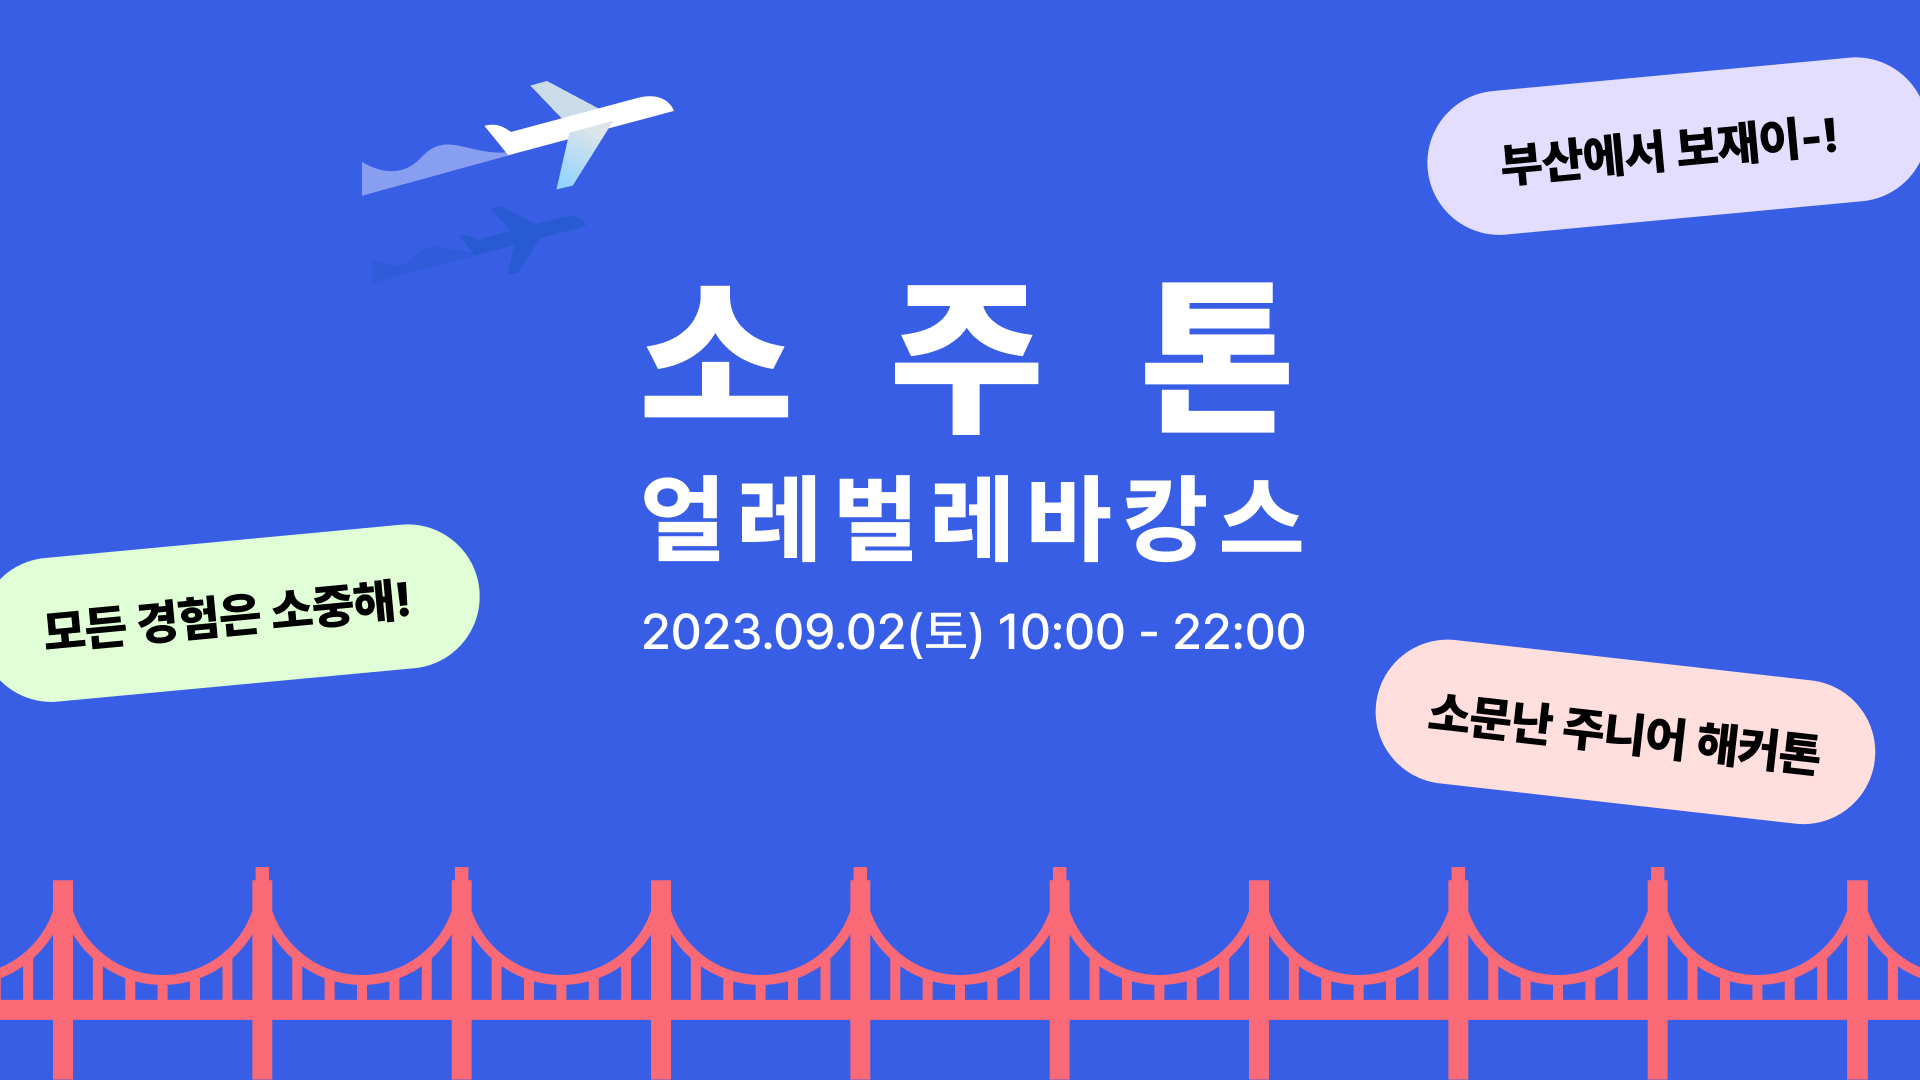 부산에서 보재이-!
소 주 톤
얼레벌레바캉스
모든 경험은 소중해!
2023.09.02(토) 10:00 - 22:00
소문난 주니어 해커톤